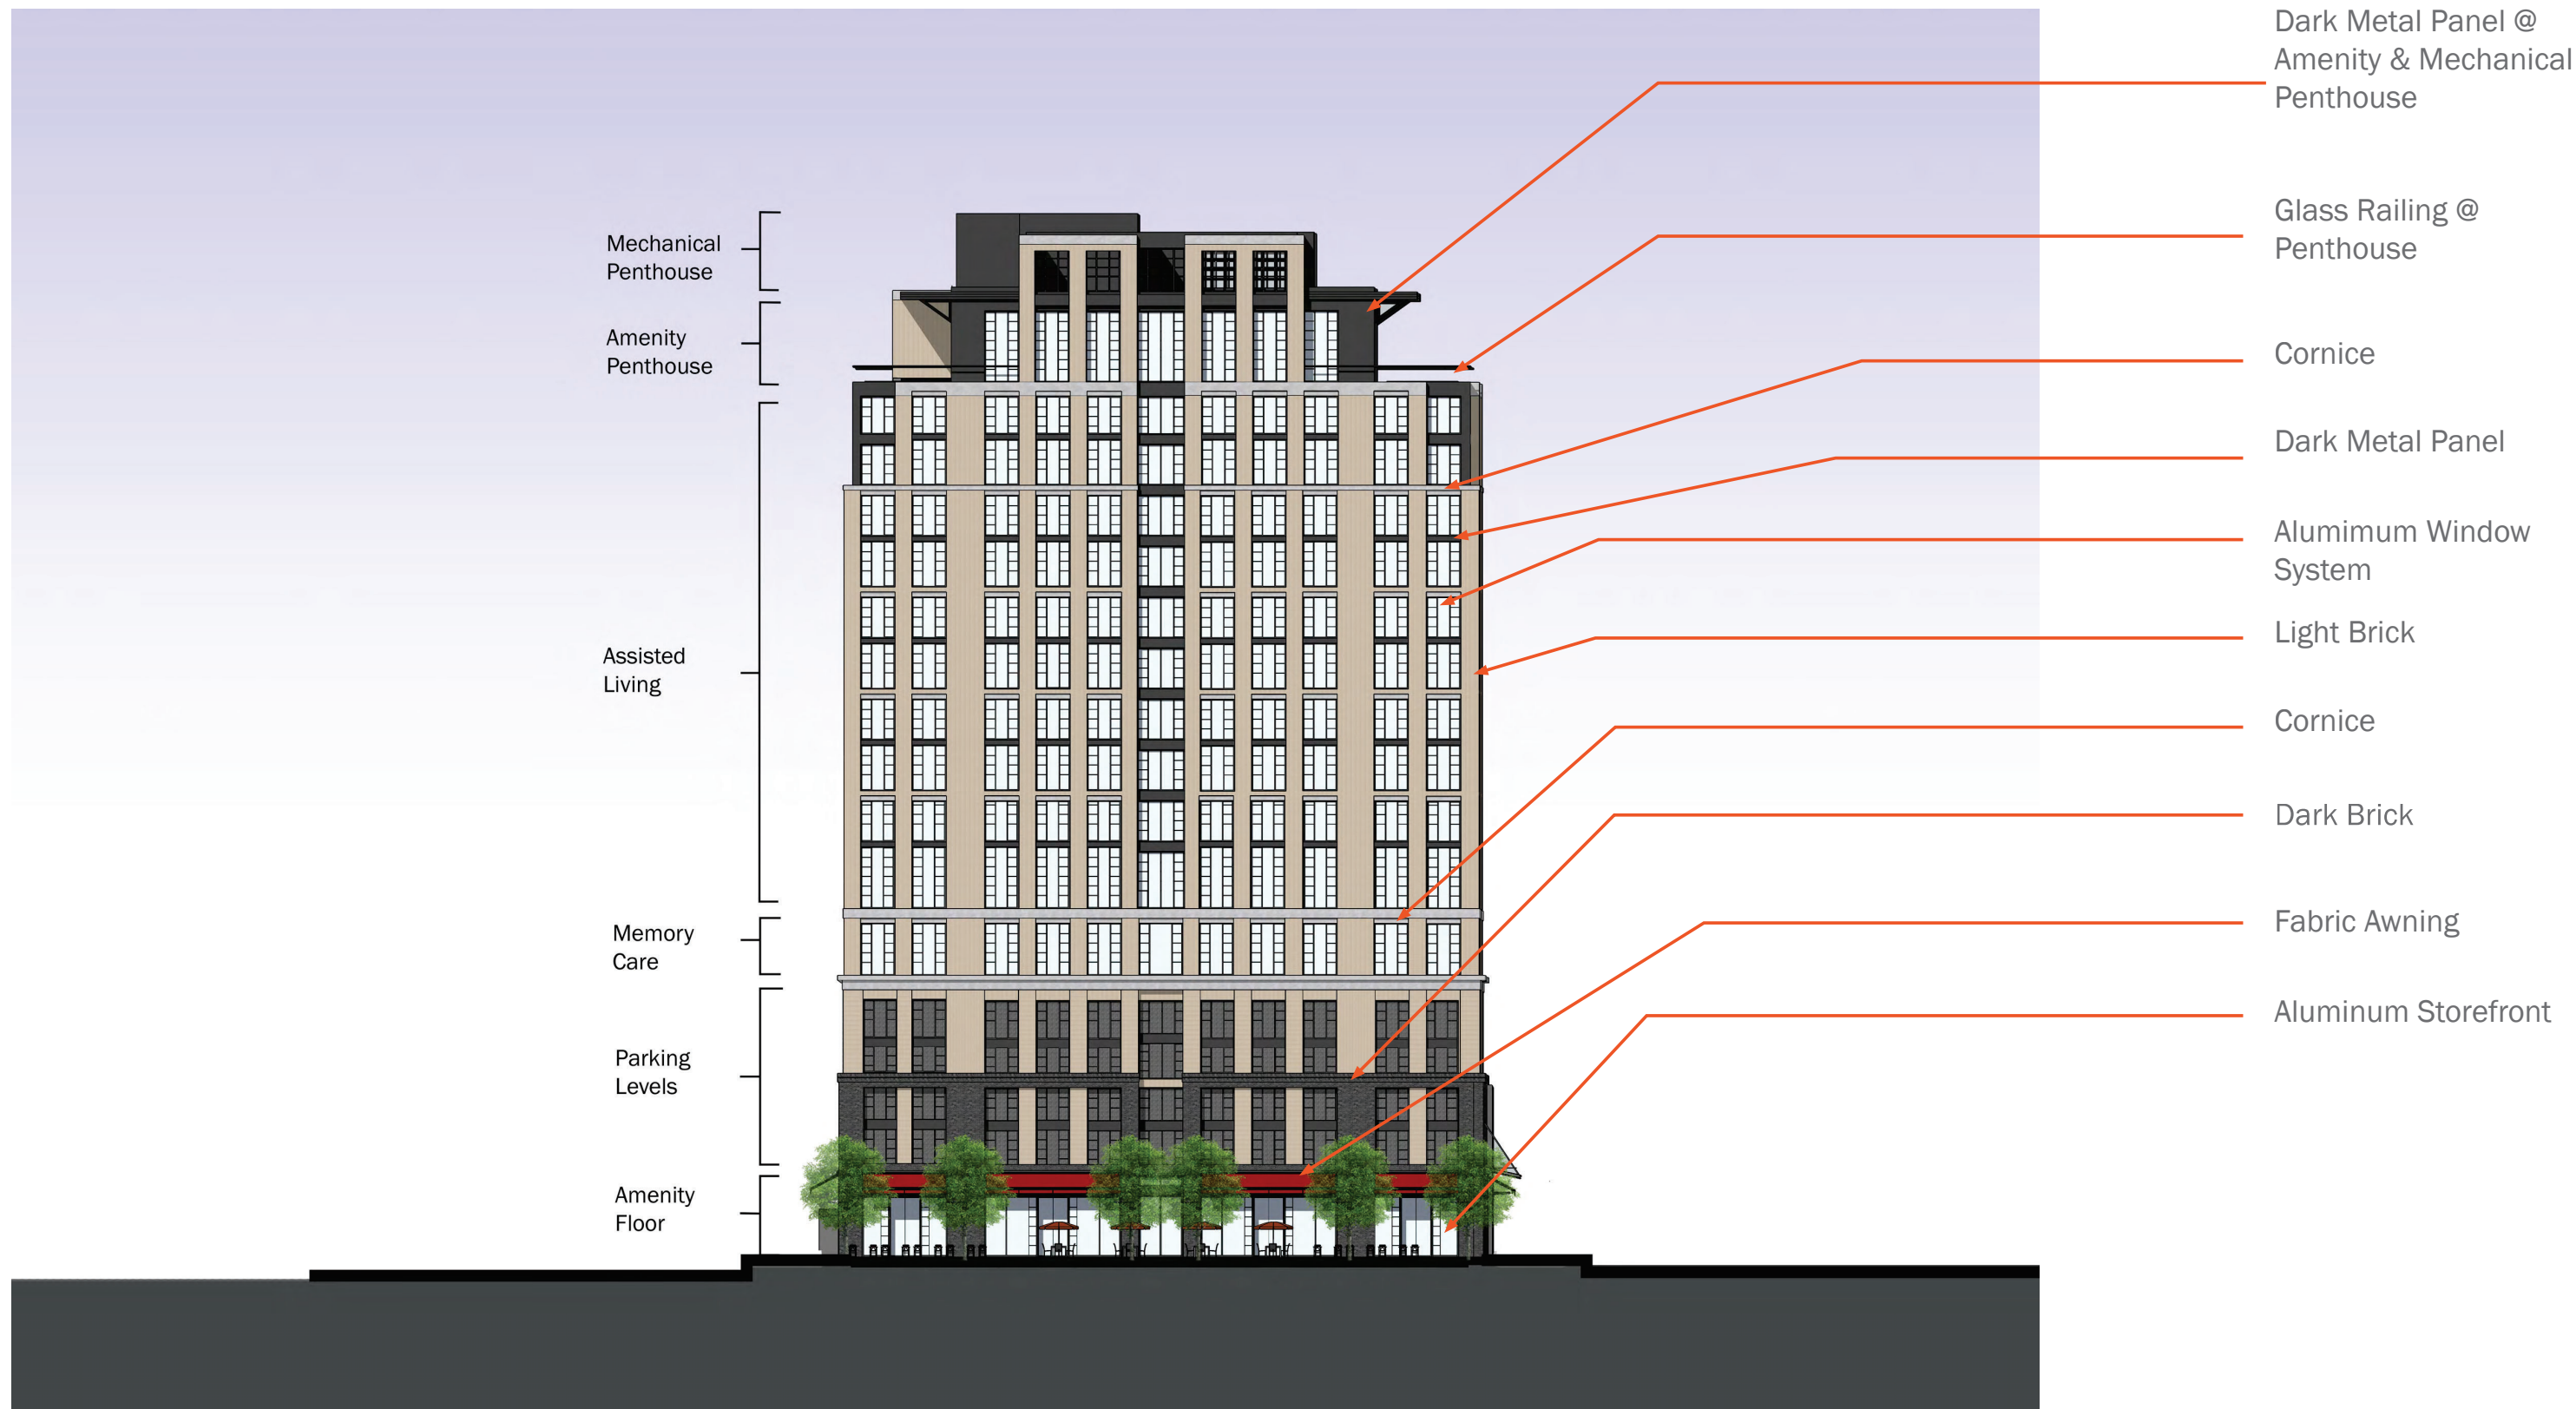 Dark Metal Panel @
Amenity & Mechanical
Penthouse
Glass Railing @
Penthouse
Cornice
Dark Metal Panel
Alumimum Window
System
Light Brick
Cornice
Dark Brick
Fabric Awning
Aluminum Storefront
Mechanical
Penthouse
Amenity
Penthouse
Assisted
Living
Memory
Care
Parking
Levels
Amenity
Floor